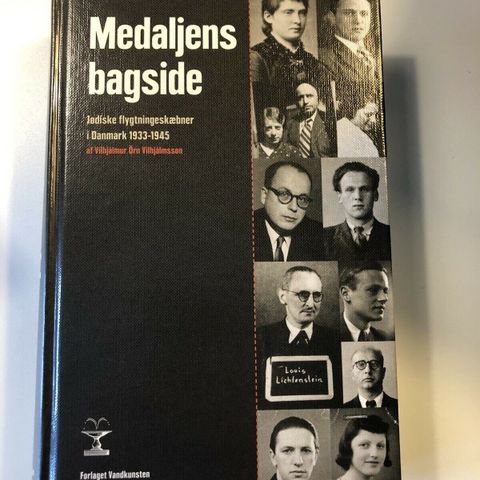 Medaljens
bagside
Jødiske flygtningeskæbner
i Danmark 1933-1945
af Vilhjálmur Örn Vilhjálmsson
Louis
Lichtenstein
Forlaget Vandkunsten